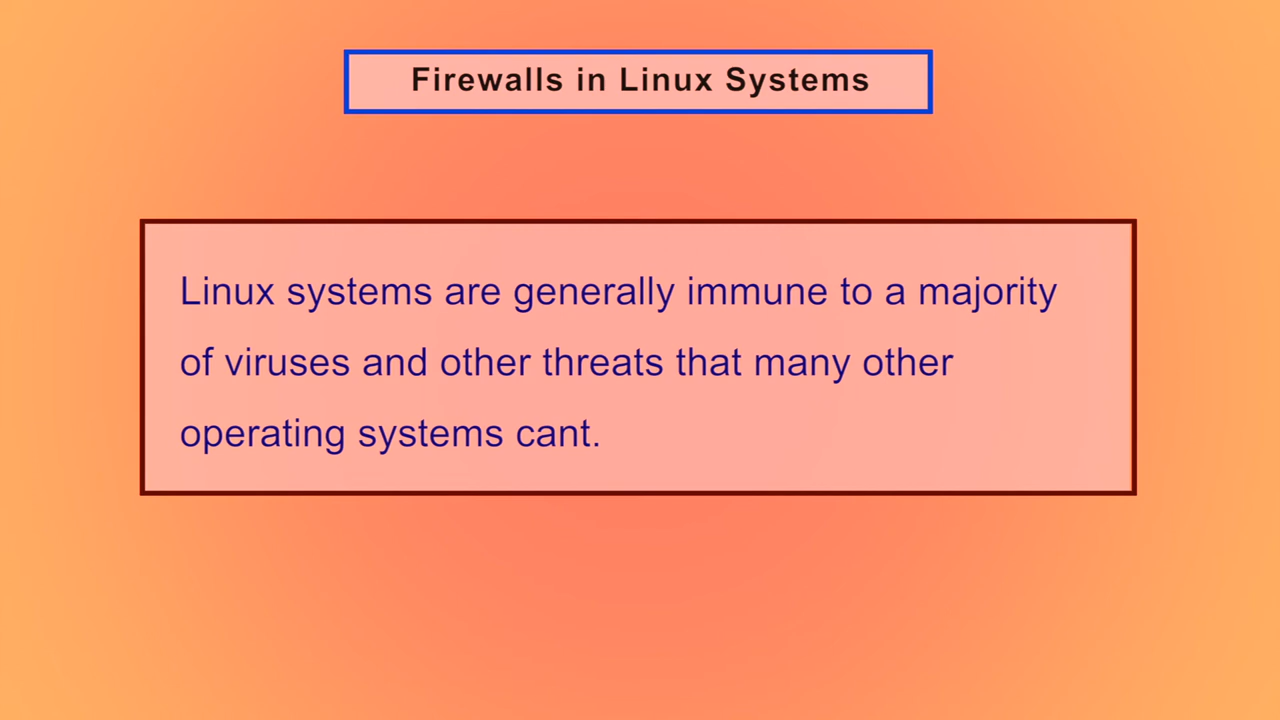 Firewalls in Linux Systems
Linux systems are generally immune to a majority
of viruses and other threats that many other
operating systems cant.